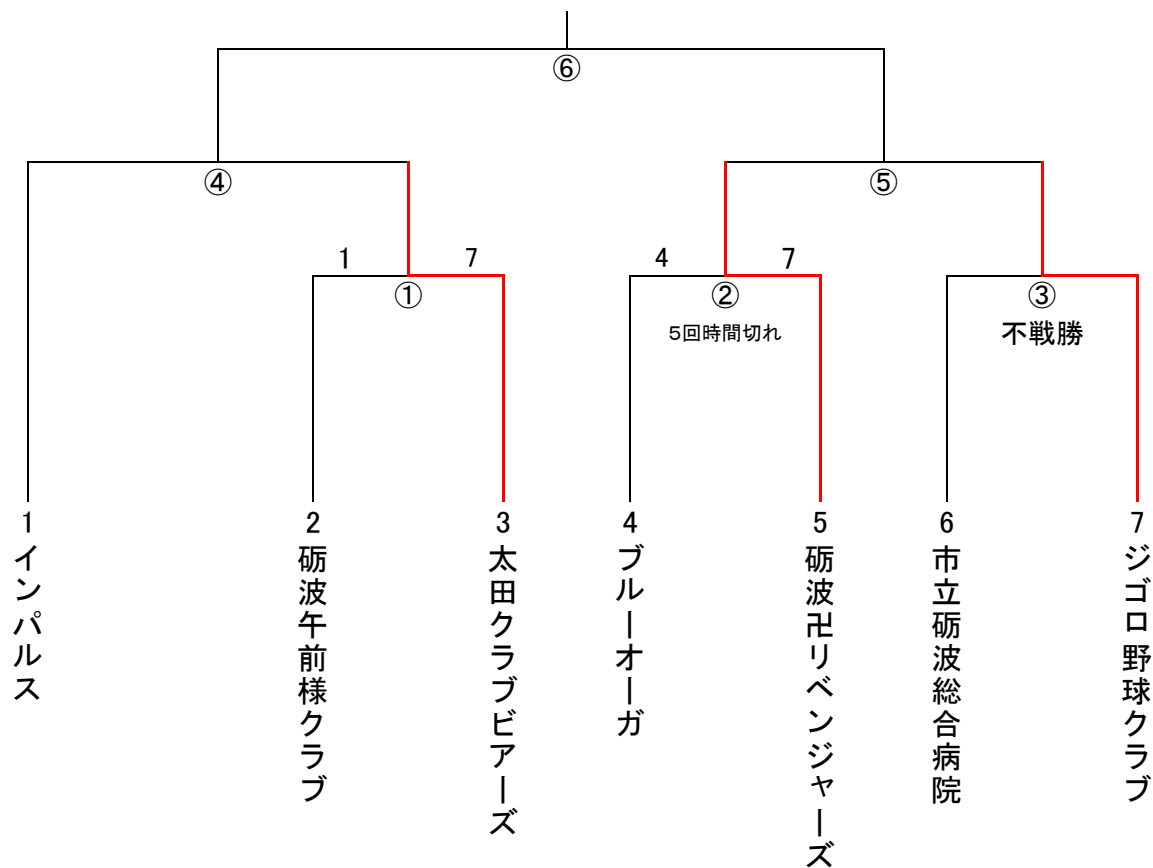 ⑥
④
⑤
1
7
4
7
①
②
③
5回時間切れ
不戦勝
1
2
3
4
5
6
7
インパルス
砺波午前様クラブ
太田クラブビアーズ
ブルーオーガ
砺波卍リベンジャーズ
市立砺波総合病院
ジゴロ野球クラブ